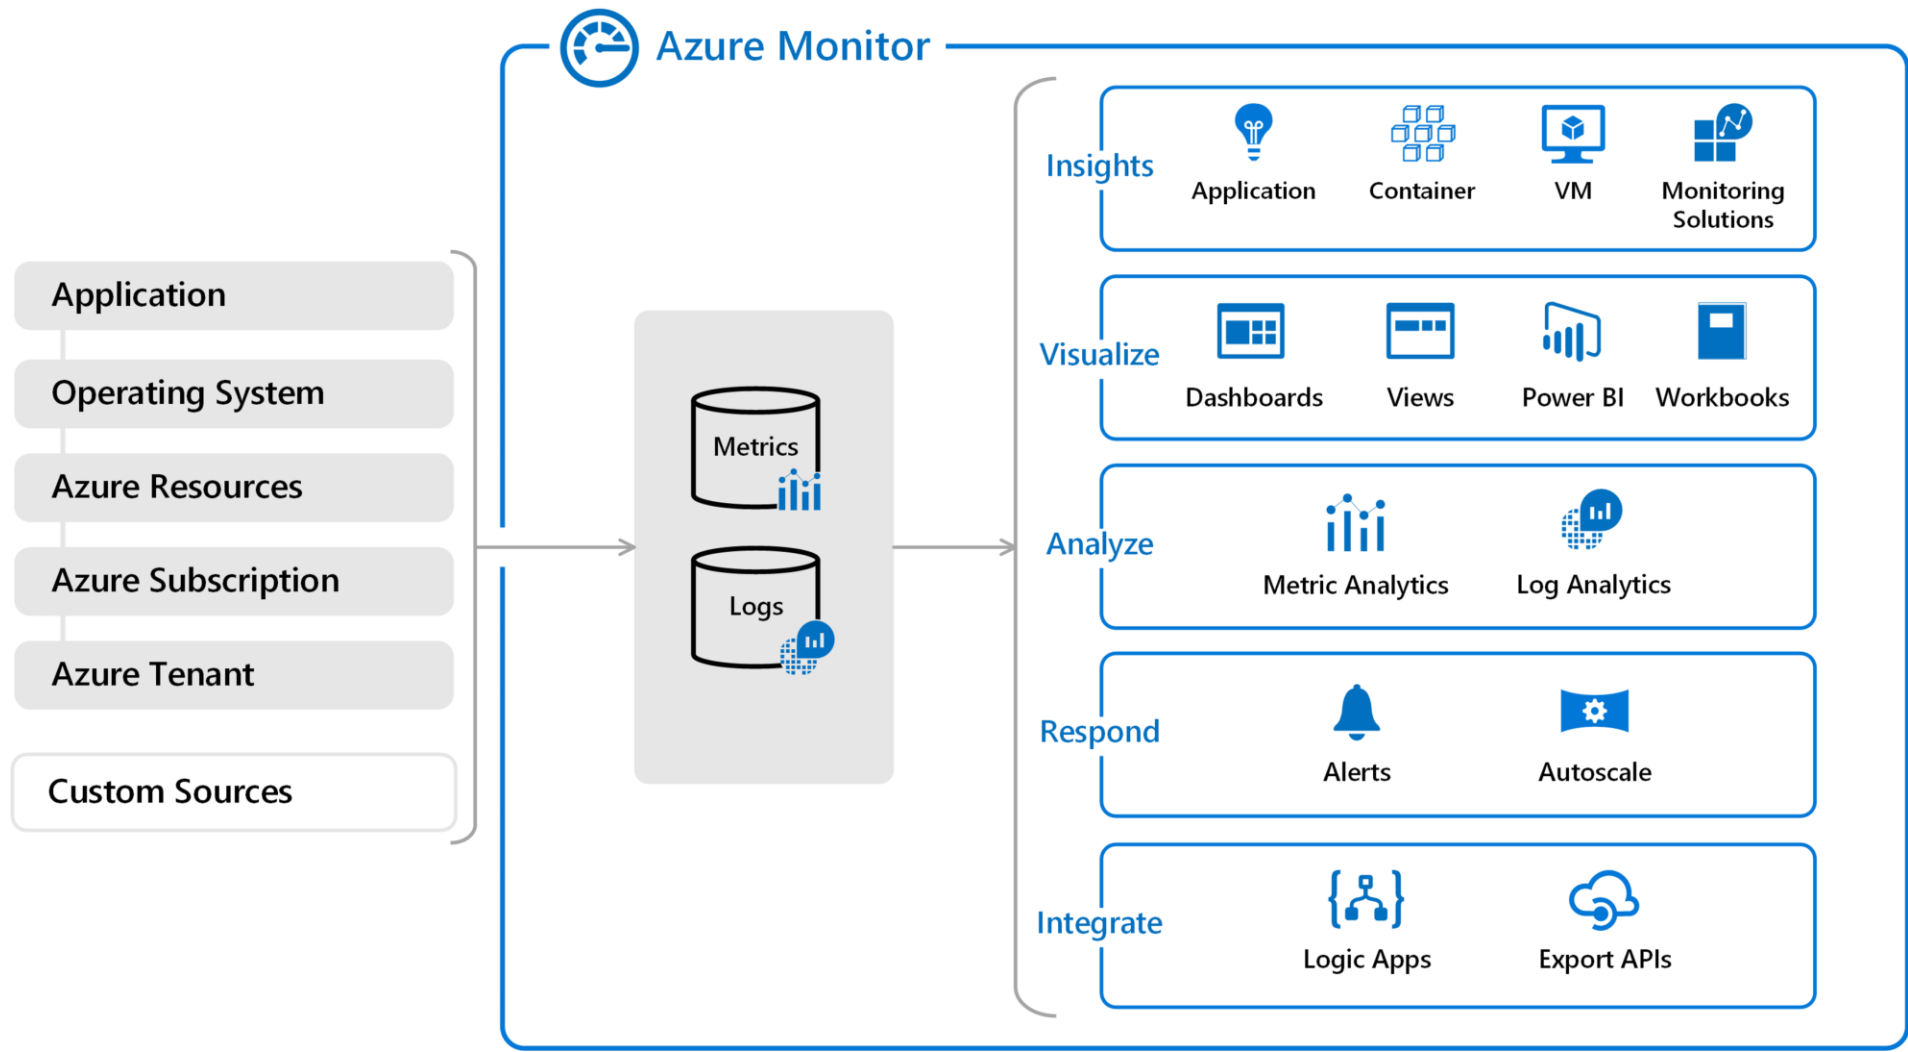 Azure Monitor
Application
Operating System
Azure Resources
Azure Subscription
Azure Tenant
Custom Sources
Metrics
Logs
Insights
Application
Container
VM
Monitoring
Solutions
Visualize
Dashboards
Views
Power BI
Workbooks
Analyze
Metric Analytics
Log Analytics
Respond
Alerts
Autoscale
Integrate
Logic Apps
Export APIs